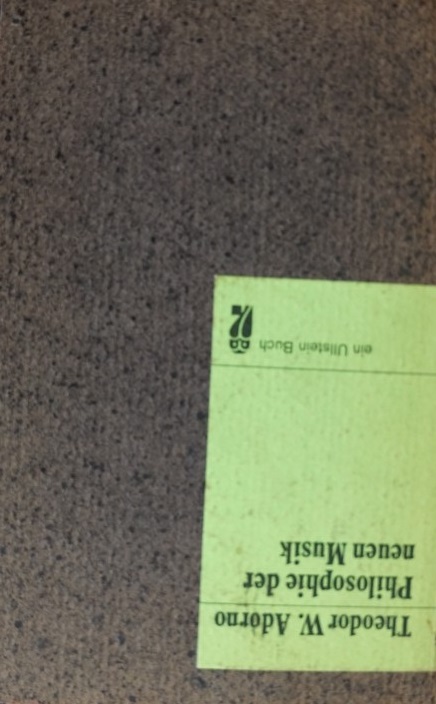 Theodor W. Adorno
Philosophie der
neuen Musik
ein Ullstein Buch